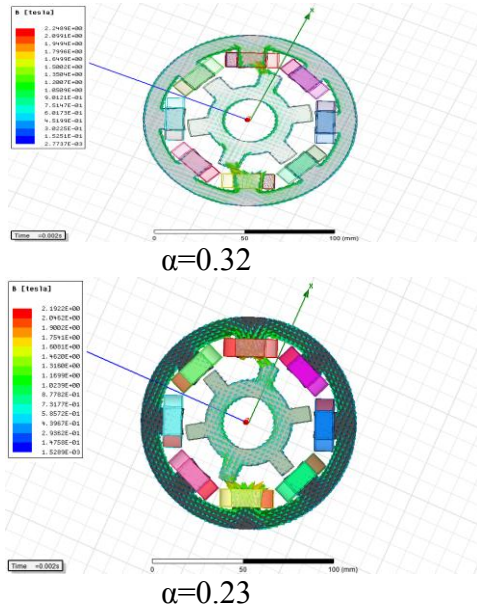 B [tesla]
2.2489E+00
2.0991E+00
1.9494E+00
1.7996E+00
1.6499E+00
1.5002E+00
1.3504E+00
1.2007E+00
1.0509E+00
9.0121E-01
7.5147E-01
6.0173E-01
4.5199E-01
3.0225E-01
1.5251E-01
2.7737E-03
x
Time =0.002s
0 50 100 (mm)
α=0.32
B [tesla]
2.1922E+00
2.0462E+00
1.9002E+00
1.7541E+00
1.6081E+00
1.4620E+00
1.3160E+00
1.1699E+00
1.0239E+00
8.7782E-01
7.3177E-01
5.8572E-01
4.3967E-01
2.9362E-01
1.4758E-01
1.5289E-03
x
Time =0.002s
0 50 100 (mm)
α=0.23